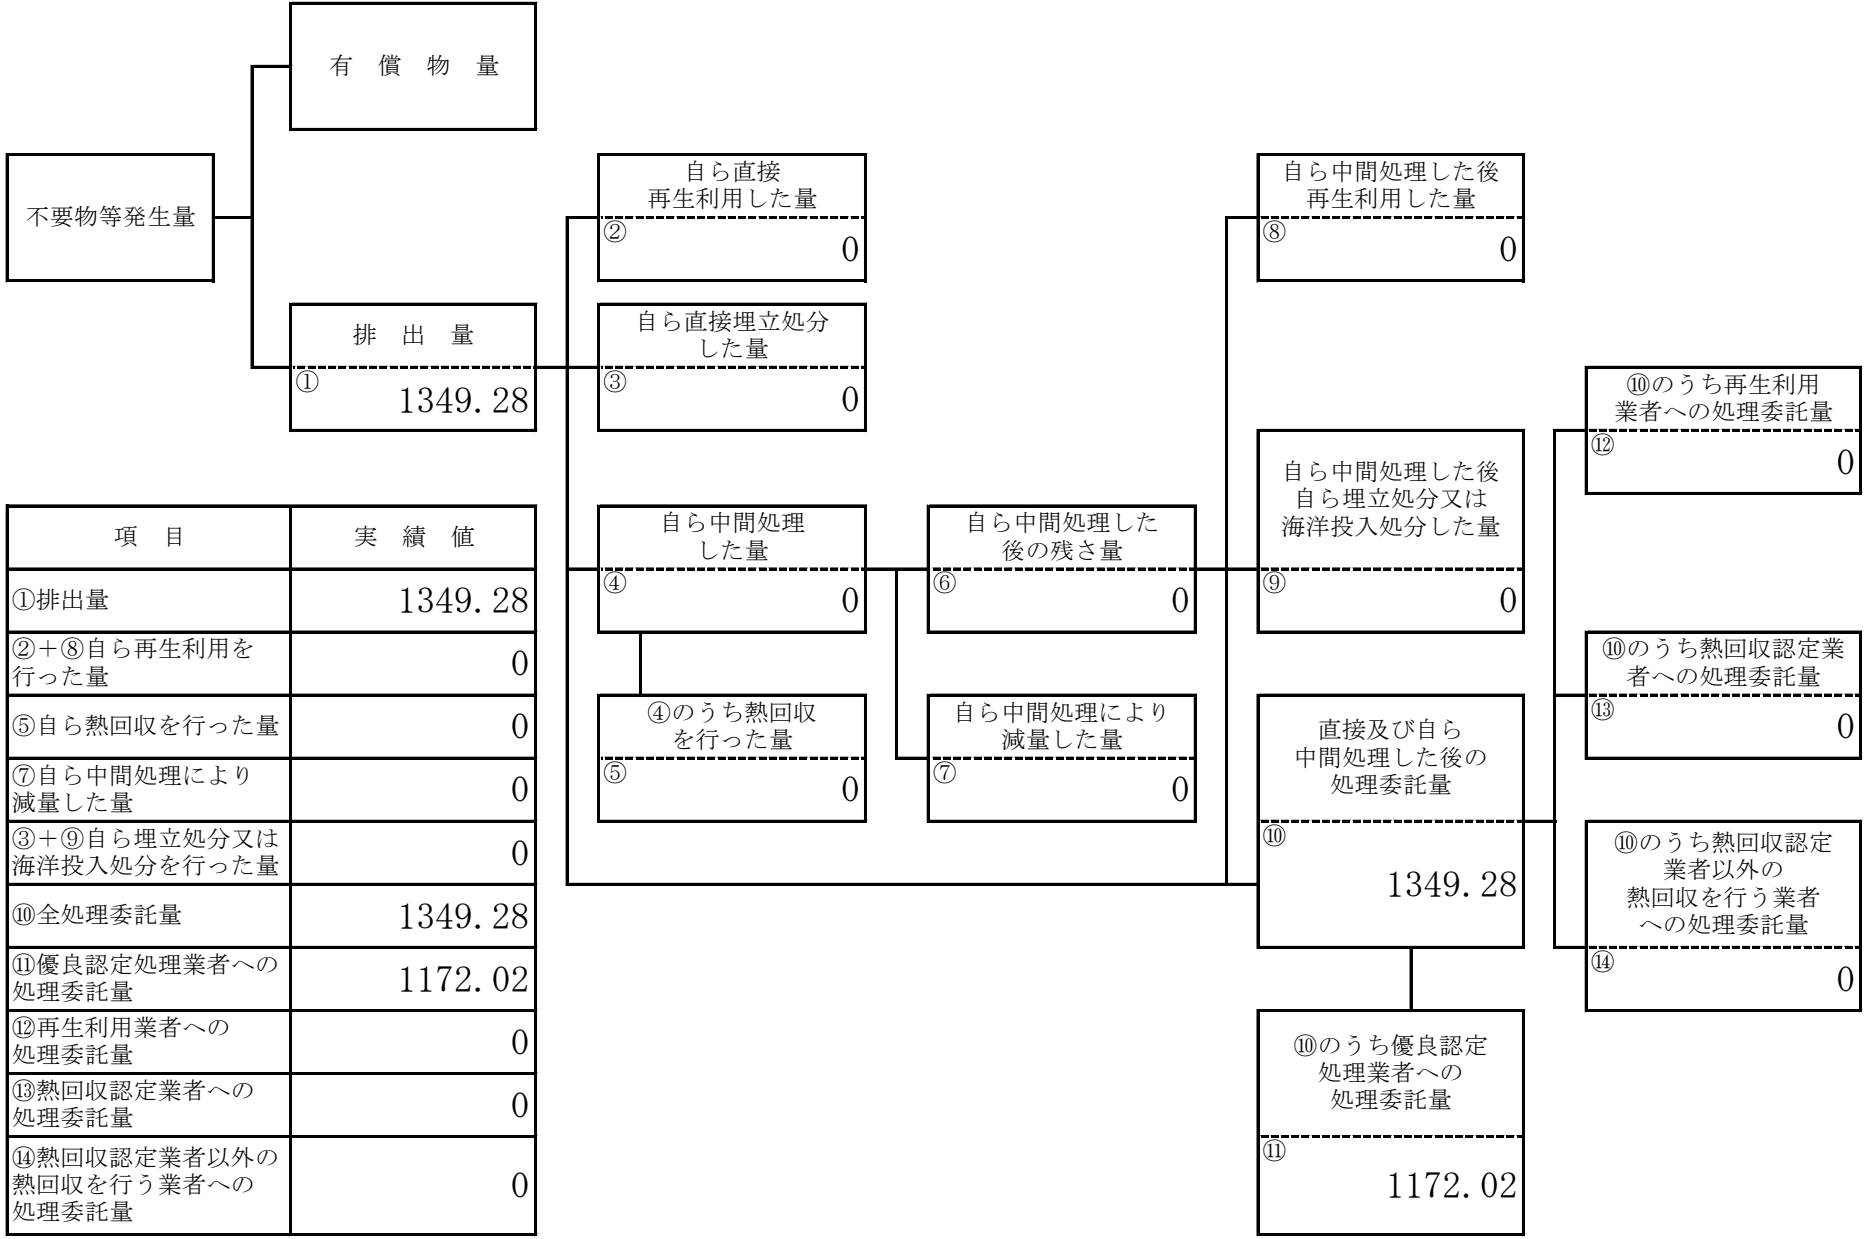 有　償　物　量
不要物等発生量
排　出　量
①
1349.28
自ら直接
再生利用した量
②
0
自ら直接埋立処分
した量
③
0
自ら中間処理
した量
④
0
④のうち熱回収
を行った量
⑤
0
自ら中間処理した
後の残さ量
⑥
0
自ら中間処理により
減量した量
⑦
0
自ら中間処理した後
再生利用した量
⑧
0
自ら中間処理した後
自ら埋立処分又は
海洋投入処分した量
⑨
0
直接及び自ら
中間処理した後の
処理委託量
⑩
1349.28
⑩のうち優良認定
処理業者への
処理委託量
⑪
1172.02
⑩のうち再生利用
業者への処理委託量
⑫
0
⑩のうち熱回収認定業
者への処理委託量
⑬
0
⑩のうち熱回収認定
業者以外の
熱回収を行う業者
への処理委託量
⑭
0
項　目
実　績　値
①排出量
1349.28
②＋⑧自ら再生利用を
行った量
0
⑤自ら熱回収を行った量
0
⑦自ら中間処理により
減量した量
0
③＋⑨自ら埋立処分又は
海洋投入処分を行った量
0
⑩全処理委託量
1349.28
⑪優良認定処理業者への
処理委託量
1172.02
⑫再生利用業者への
処理委託量
0
⑬熱回収認定業者への
処理委託量
0
⑭熱回収認定業者以外の
熱回収を行う業者への
処理委託量
0